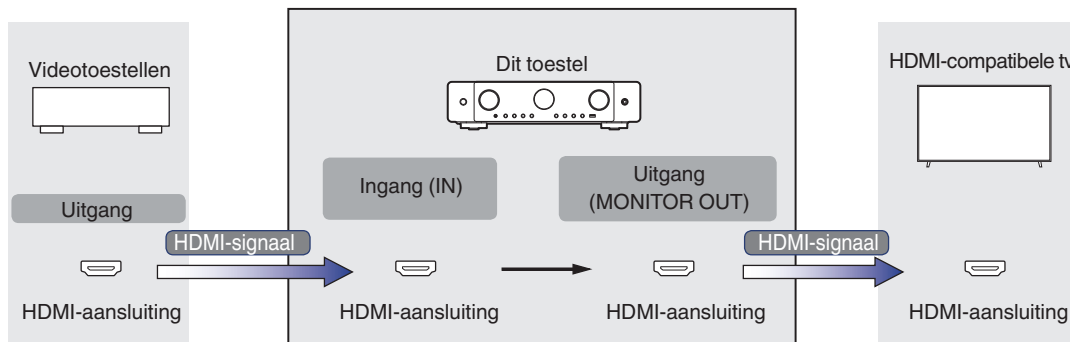 Videotoestellen
Dit toestel
HDMI-compatibele tv
Ingang (IN)
Uitgang
(MONITOR OUT)
Uitgang
HDMI-signaal
HDMI-signaal
HDMI-aansluiting
HDMI-aansluiting
HDMI-aansluiting
HDMI-aansluiting